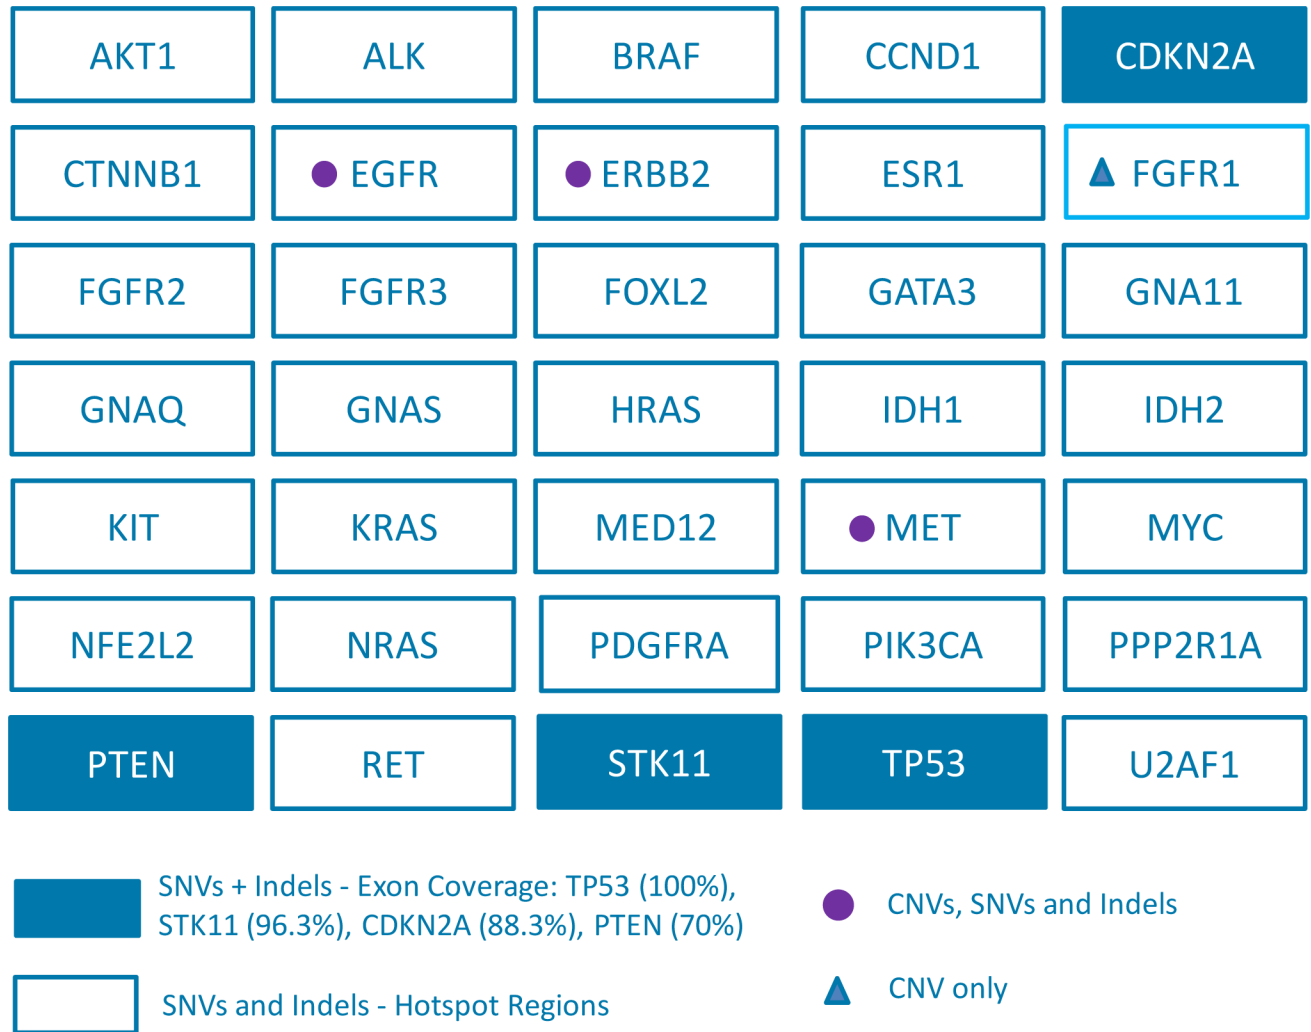 AKT1 ALK BRAF CCND1 CDKN2A
CTNNB1 EGFR ERBB2 ESR1 FGFR1
FGFR2 FGFR3 FOXL2 GATA3 GNA11
GNAQ GNAS HRAS IDH1 IDH2
KIT KRAS MED12 MET MYC
NFE2L2 NRAS PDGFRA PIK3CA PPP2R1A
PTEN RET STK11 TP53 U2AF1
SNVs + Indels - Exon Coverage: TP53 (100%),
STK11 (96.3%), CDKN2A (88.3%), PTEN (70%)
CNVs, SNVs and Indels
SNVs and Indels - Hotspot Regions
CNV only